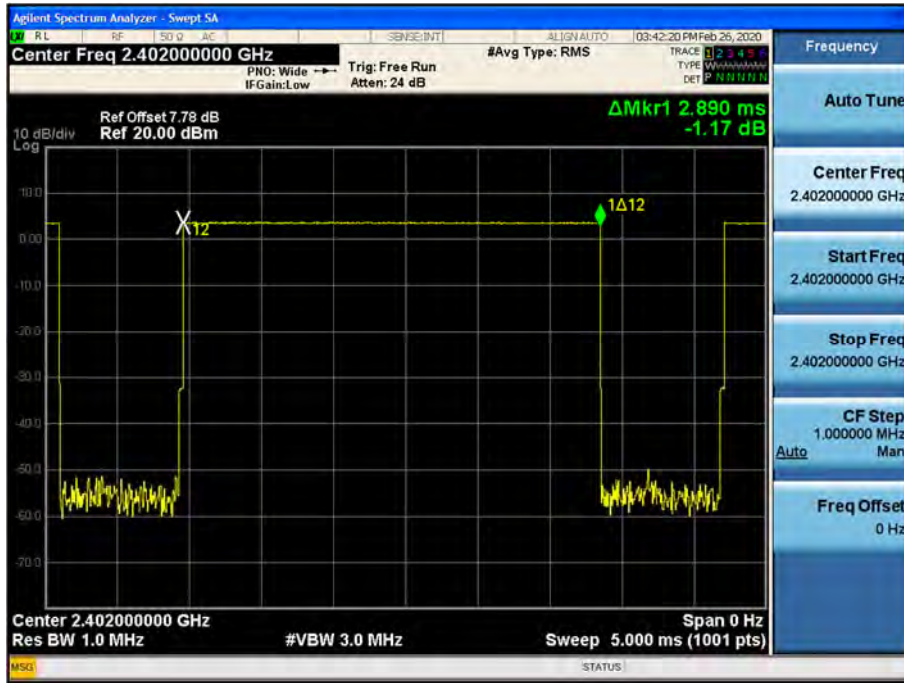 Agilent Spectrum Analyzer - Swept SA
RL RF 50 Ω AC SENSE:INT ALIGN AUTO 03:42:20 PM Feb 26, 2020
Center Freq 2.402000000 GHz
PNO: Wide
IFGain:Low
Trig: Free Run
Atten: 24 dB
#Avg Type: RMS
TRACE 1 2 3 4 5 6
TYPE
DET P N N N N N
Frequency
Auto Tune
Center Freq
2.402000000 GHz
Start Freq
2.402000000 GHz
Stop Freq
2.402000000 GHz
CF Step
1.000000 MHz
Auto Man
Freq Offset
0 Hz
Ref Offset 7.78 dB
10 dB/div Ref 20.00 dBm
Log
ΔMkr1 2.890 ms
-1.17 dB
10.0
0.00
-10.0
-20.0
-30.0
-40.0
-50.0
-60.0
-70.0
12
1Δ12
Center 2.402000000 GHz Span 0 Hz
Res BW 1.0 MHz #VBW 3.0 MHz Sweep 5.000 ms (1001 pts)
MSG STATUS